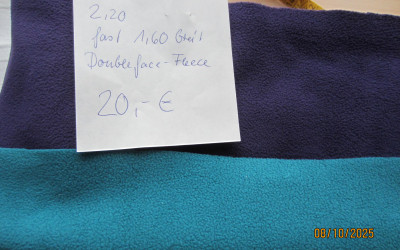 2,20
fast 1,60 breit
Doubleface-Fleece
20,- €
09/10/2025